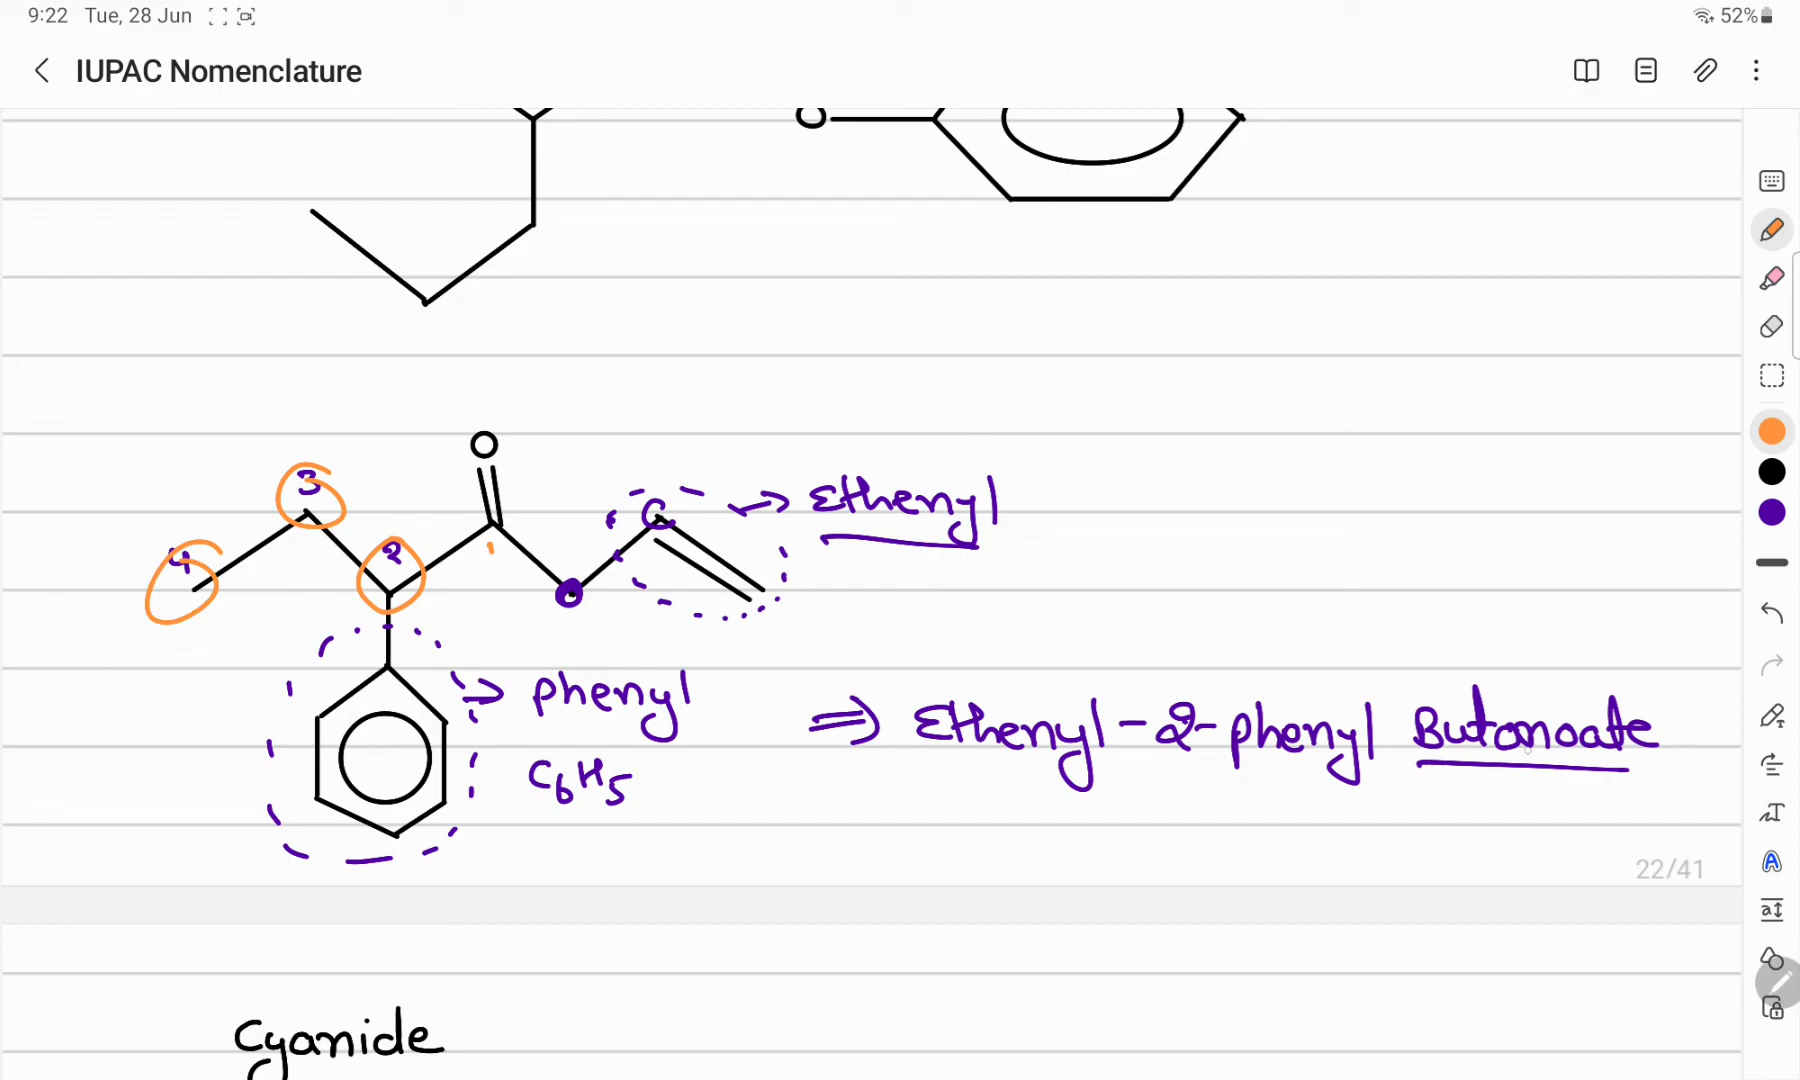 9:22 Tue, 28 Jun 52%
IUPAC Nomenclature
O
O
3
C → Ethenyl
4
2
1
O
→ phenyl
⇒ Ethenyl-2-phenyl Butanoate
C6H5
22/41
Cyanide